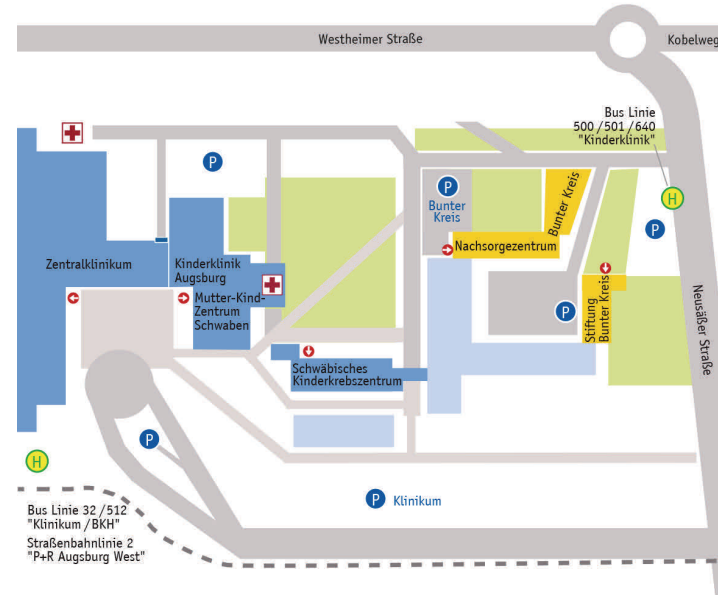 Westheimer Straße
Kobelweg
Bus Linie
500 /501 /640
"Kinderklinik"
H
P
P
Bunter
Kreis
Bunter Kreis
P
Nachsorgezentrum
Zentralklinikum
Kinderklinik
Augsburg
Mutter-Kind-
Zentrum
Schwaben
Stiftung
Bunter Kreis
P
Neusäßer Straße
Schwäbisches
Kinderkrebszentrum
P
H
P Klinikum
Bus Linie 32 /512
"Klinikum /BKH"
Straßenbahnlinie 2
"P+R Augsburg West"